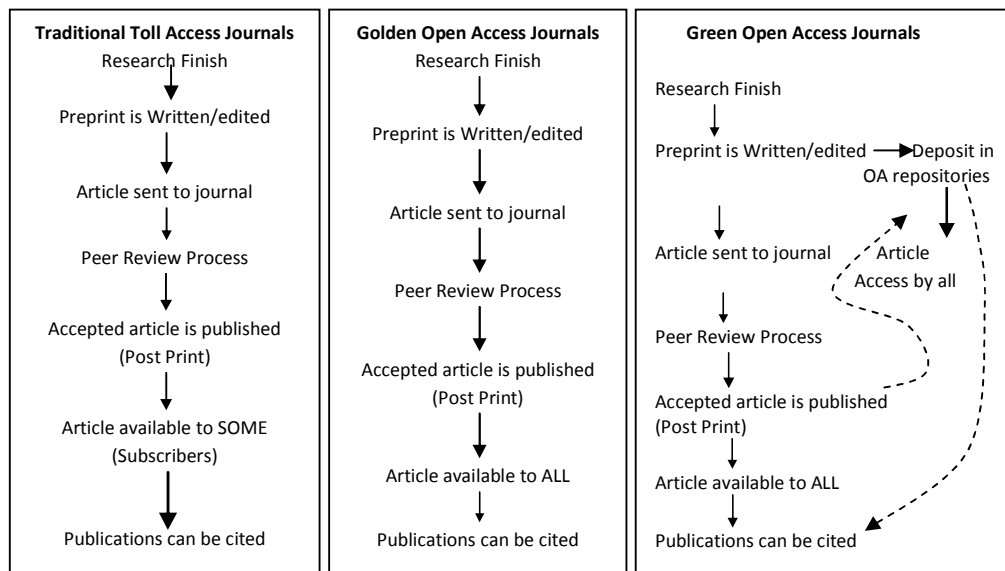 Traditional Toll Access Journals
Research Finish
Preprint is Written/edited
Article sent to journal
Peer Review Process
Accepted article is published
(Post Print)
Article available to SOME
(Subscribers)
Publications can be cited
Golden Open Access Journals
Research Finish
Preprint is Written/edited
Article sent to journal
Peer Review Process
Accepted article is published
(Post Print)
Article available to ALL
Publications can be cited
Green Open Access Journals
Research Finish
Preprint is Written/edited
Deposit in
OA repositories
Article
Access by all
Article sent to journal
Peer Review Process
Accepted article is published
(Post Print)
Article available to ALL
Publications can be cited